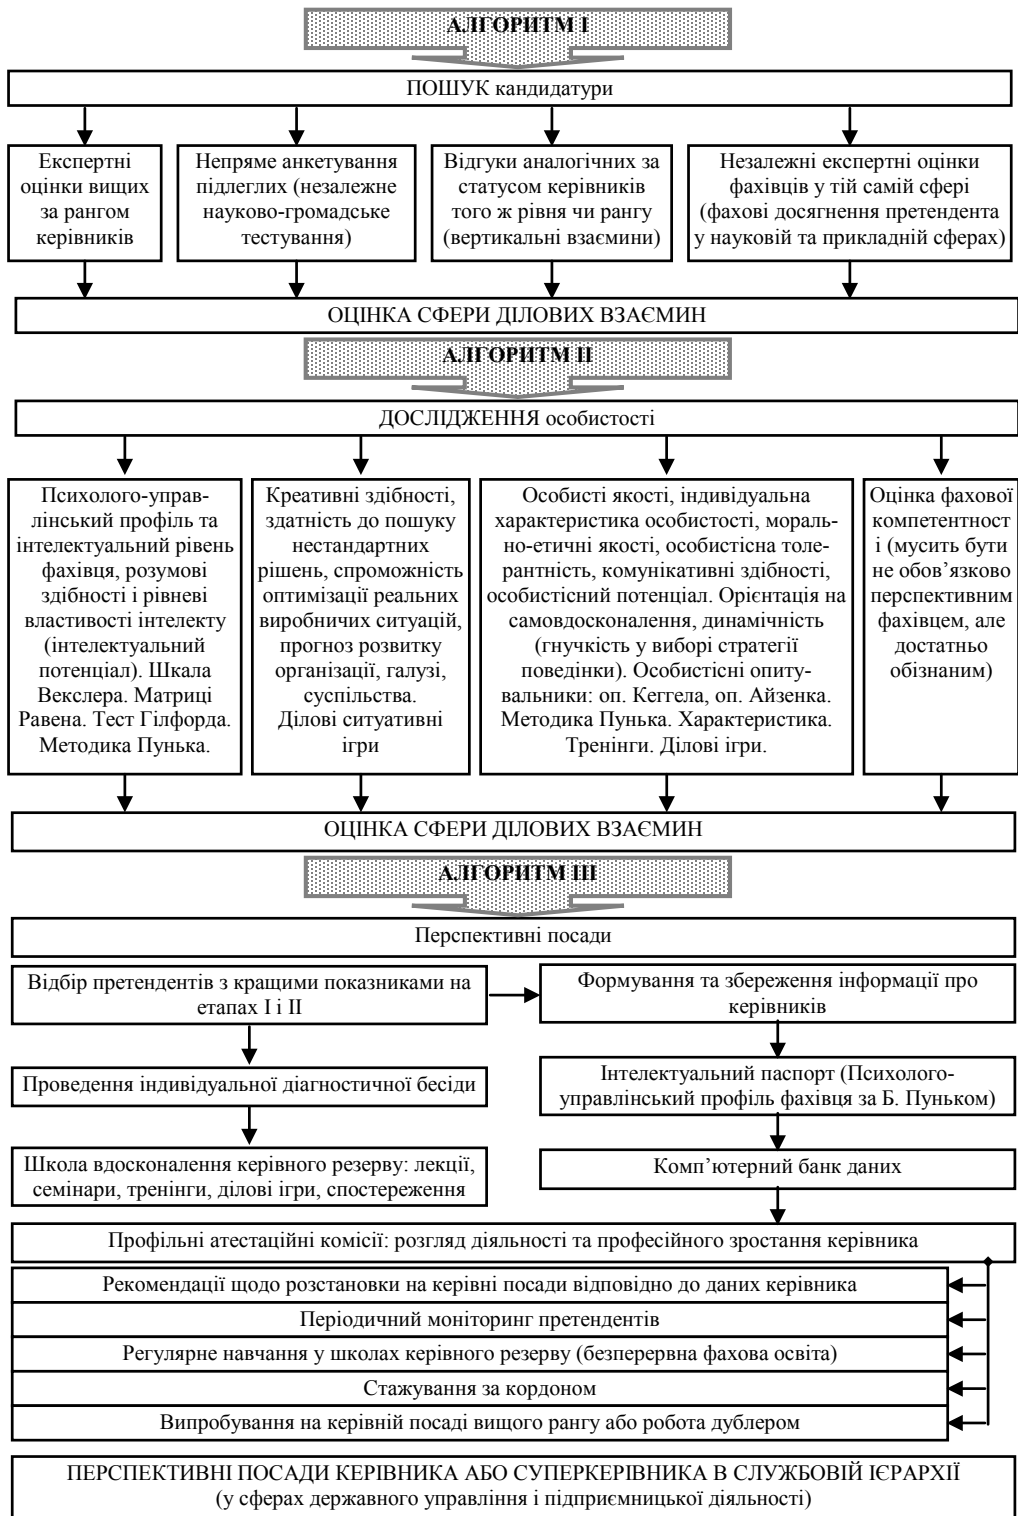 АЛГОРИТМ І
ПОШУК кандидатури
Експертні
оцінки вищих
за рангом
керівників
Непряме анкетування
підлеглих (незалежне
науково-громадське
тестування)
Відгуки аналогічних за
статусом керівників
того ж рівня чи рангу
(вертикальні взаємини)
Незалежні експертні оцінки
фахівців у тій самій сфері
(фахові досягнення претендента
у науковій та прикладній сферах)
ОЦІНКА СФЕРИ ДІЛОВИХ ВЗАЄМИН
АЛГОРИТМ ІІ
ДОСЛІДЖЕННЯ особистості
Психолого-управ-
лінський профіль та
інтелектуальний рівень
фахівця, розумові
здібності і рівневі
властивості інтелекту
(інтелектуальний
потенціал). Шкала
Векслера. Матриці
Равена. Тест Гілфорда.
Методика Пунька.
Креативні здібності,
здатність до пошуку
нестандартних
рішень, спроможність
оптимізації реальних
виробничих ситуацій,
прогноз розвитку
організації, галузі,
суспільства.
Ділові ситуативні
ігри
Особисті якості, індивідуальна
характеристика особистості, мораль-
но-етичні якості, особистісна толе-
рантність, комунікативні здібності,
особистісний потенціал. Орієнтація на
самовдосконалення, динамічність
(гнучкість у виборі стратегії
поведінки). Особистісні опиту-
вальники: оп. Кеггела, оп. Айзенка.
Методика Пунька. Характеристика.
Тренінги. Ділові ігри.
Оцінка фахової
компетентност
і (мусить бути
не обов’язково
перспективним
фахівцем, але
достатньо
обізнаним)
ОЦІНКА СФЕРИ ДІЛОВИХ ВЗАЄМИН
АЛГОРИТМ ІІІ
Перспективні посади
Відбір претендентів з кращими показниками на
етапах І і ІІ
Формування та збереження інформації про
керівників
Проведення індивідуальної діагностичної бесіди
Інтелектуальний паспорт (Психолого-
управлінський профіль фахівця за Б. Пуньком)
Школа вдосконалення керівного резерву: лекції,
семінари, тренінги, ділові ігри, спостереження
Комп’ютерний банк даних
Профільні атестаційні комісії: розгляд діяльності та професійного зростання керівника
Рекомендації щодо розстановки на керівні посади відповідно до даних керівника
Періодичний моніторинг претендентів
Регулярне навчання у школах керівного резерву (безперервна фахова освіта)
Стажування за кордоном
Випробування на керівній посаді вищого рангу або робота дублером
ПЕРСПЕКТИВНІ ПОСАДИ КЕРІВНИКА АБО СУПЕРКЕРІВНИКА В СЛУЖБОВІЙ ІЄРАРХІЇ
(у сферах державного управління і підприємницької діяльності)